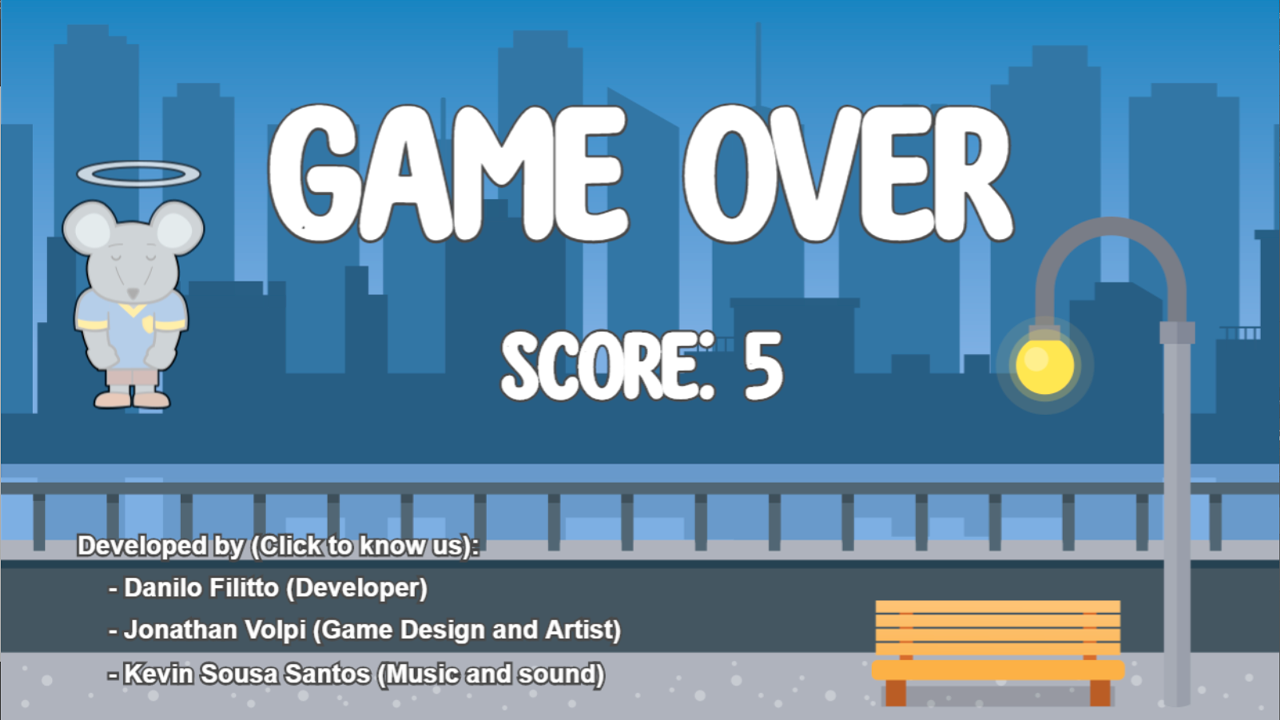 GAME OVER
SCORE: 5
Developed by (Click to know us):
- Danilo Filitto (Developer)
- Jonathan Volpi (Game Design and Artist)
- Kevin Sousa Santos (Music and sound)